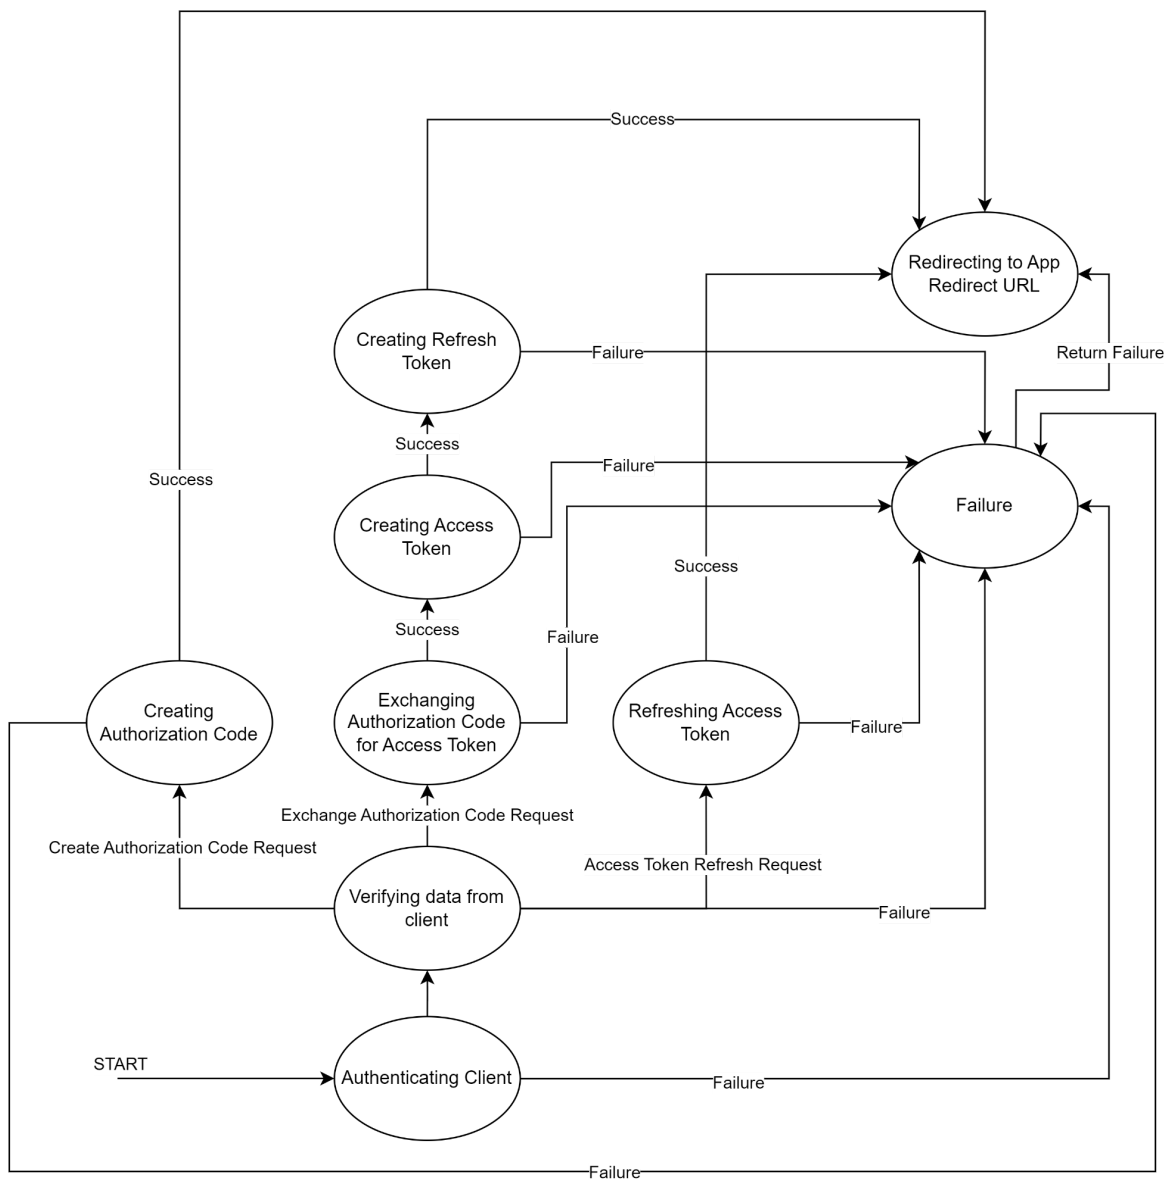 Success
Redirecting to App
Redirect URL
Creating Refresh
Token
Failure
Return Failure
Success
Failure
Success
Creating Access
Token
Failure
Success
Success
Failure
Creating
Authorization Code
Exchanging
Authorization Code
for Access Token
Refreshing Access
Token
Failure
Exchange Authorization Code Request
Create Authorization Code Request
Access Token Refresh Request
Verifying data from
client
Failure
START
Authenticating Client
Failure
Failure